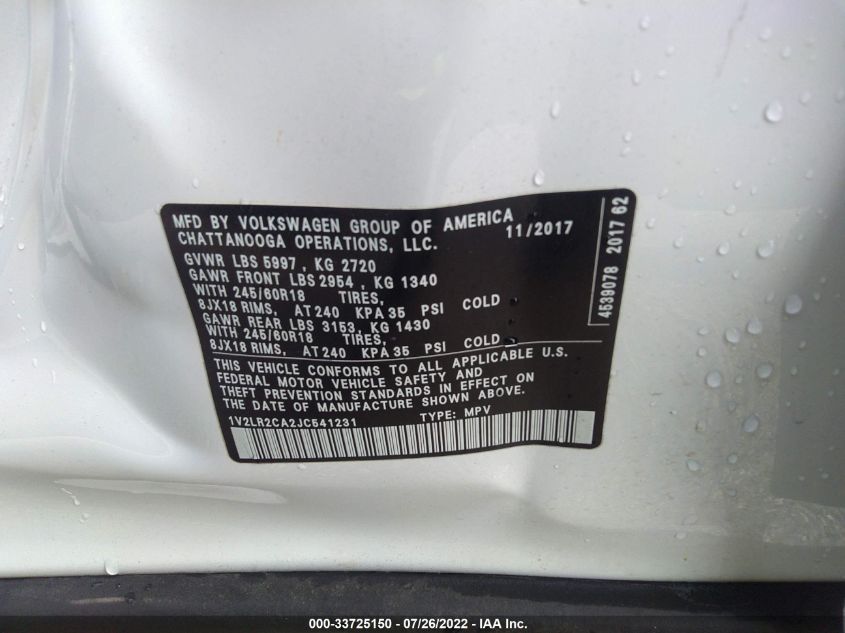 MFD BY VOLKSWAGEN GROUP OF AMERICA
CHATTANOOGA OPERATIONS, LLC. 11/2017
GVWR LBS 5997 , KG 2720
GAWR FRONT LBS 2954 , KG 1340
WITH 245/60R18 TIRES,
8JX18 RIMS, AT 240 KPA 35 PSI COLD
GAWR REAR LBS 3153, KG 1430
WITH 245/60R18 TIRES,
8JX18 RIMS, AT 240 KPA 35 PSI COLD
THIS VEHICLE CONFORMS TO ALL APPLICABLE U.S.
FEDERAL MOTOR VEHICLE SAFETY AND
THEFT PREVENTION STANDARDS IN EFFECT ON
THE DATE OF MANUFACTURE SHOWN ABOVE.
1V2LR2CA2JC541231 TYPE: MPV
4539078 2017 62
000-33725150 - 07/26/2022 - IAA Inc.